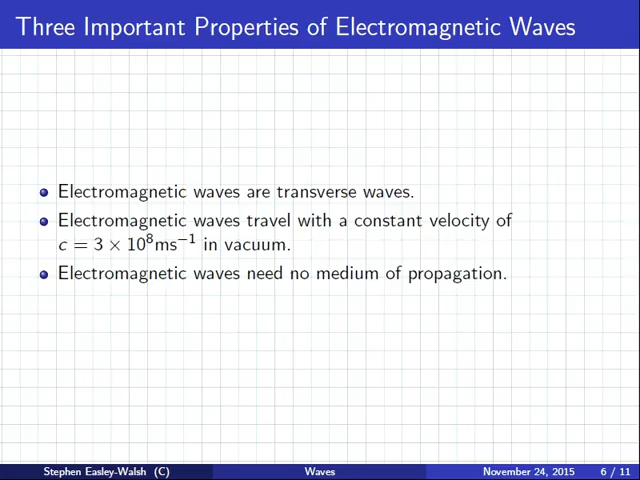 Three Important Properties of Electromagnetic Waves
Electromagnetic waves are transverse waves.
Electromagnetic waves travel with a constant velocity of
c = 3 × 10⁸ms⁻¹ in vacuum.
Electromagnetic waves need no medium of propagation.
Stephen Easley-Walsh (C) Waves November 24, 2015 6 / 11